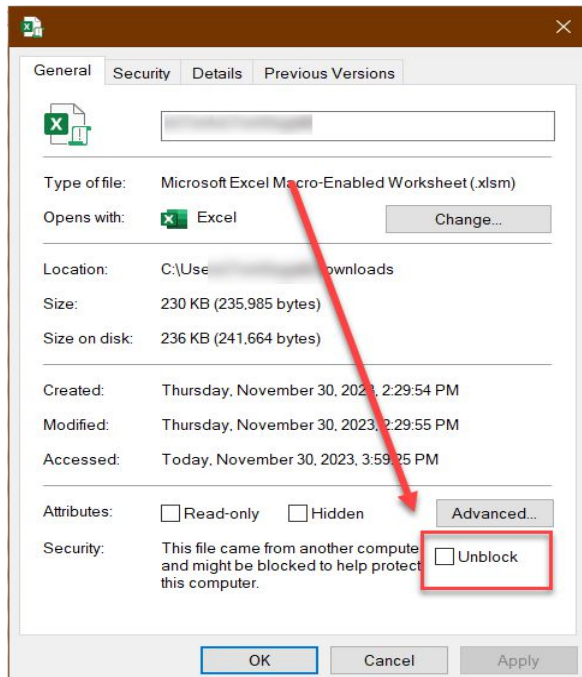 General Security Details Previous Versions
Type of file: Microsoft Excel Macro-Enabled Worksheet (.xlsm)
Opens with: Excel Change...
Location: C:\Use ownloads
Size: 230 KB (235,985 bytes)
Size on disk: 236 KB (241,664 bytes)
Created: Thursday, November 30, 2023, 2:29:54 PM
Modified: Thursday, November 30, 2023, 2:29:55 PM
Accessed: Today, November 30, 2023, 3:59:25 PM
Attributes: Read-only Hidden Advanced...
Security: This file came from another compute Unblock
and might be blocked to help protect
this computer.
OK Cancel Apply